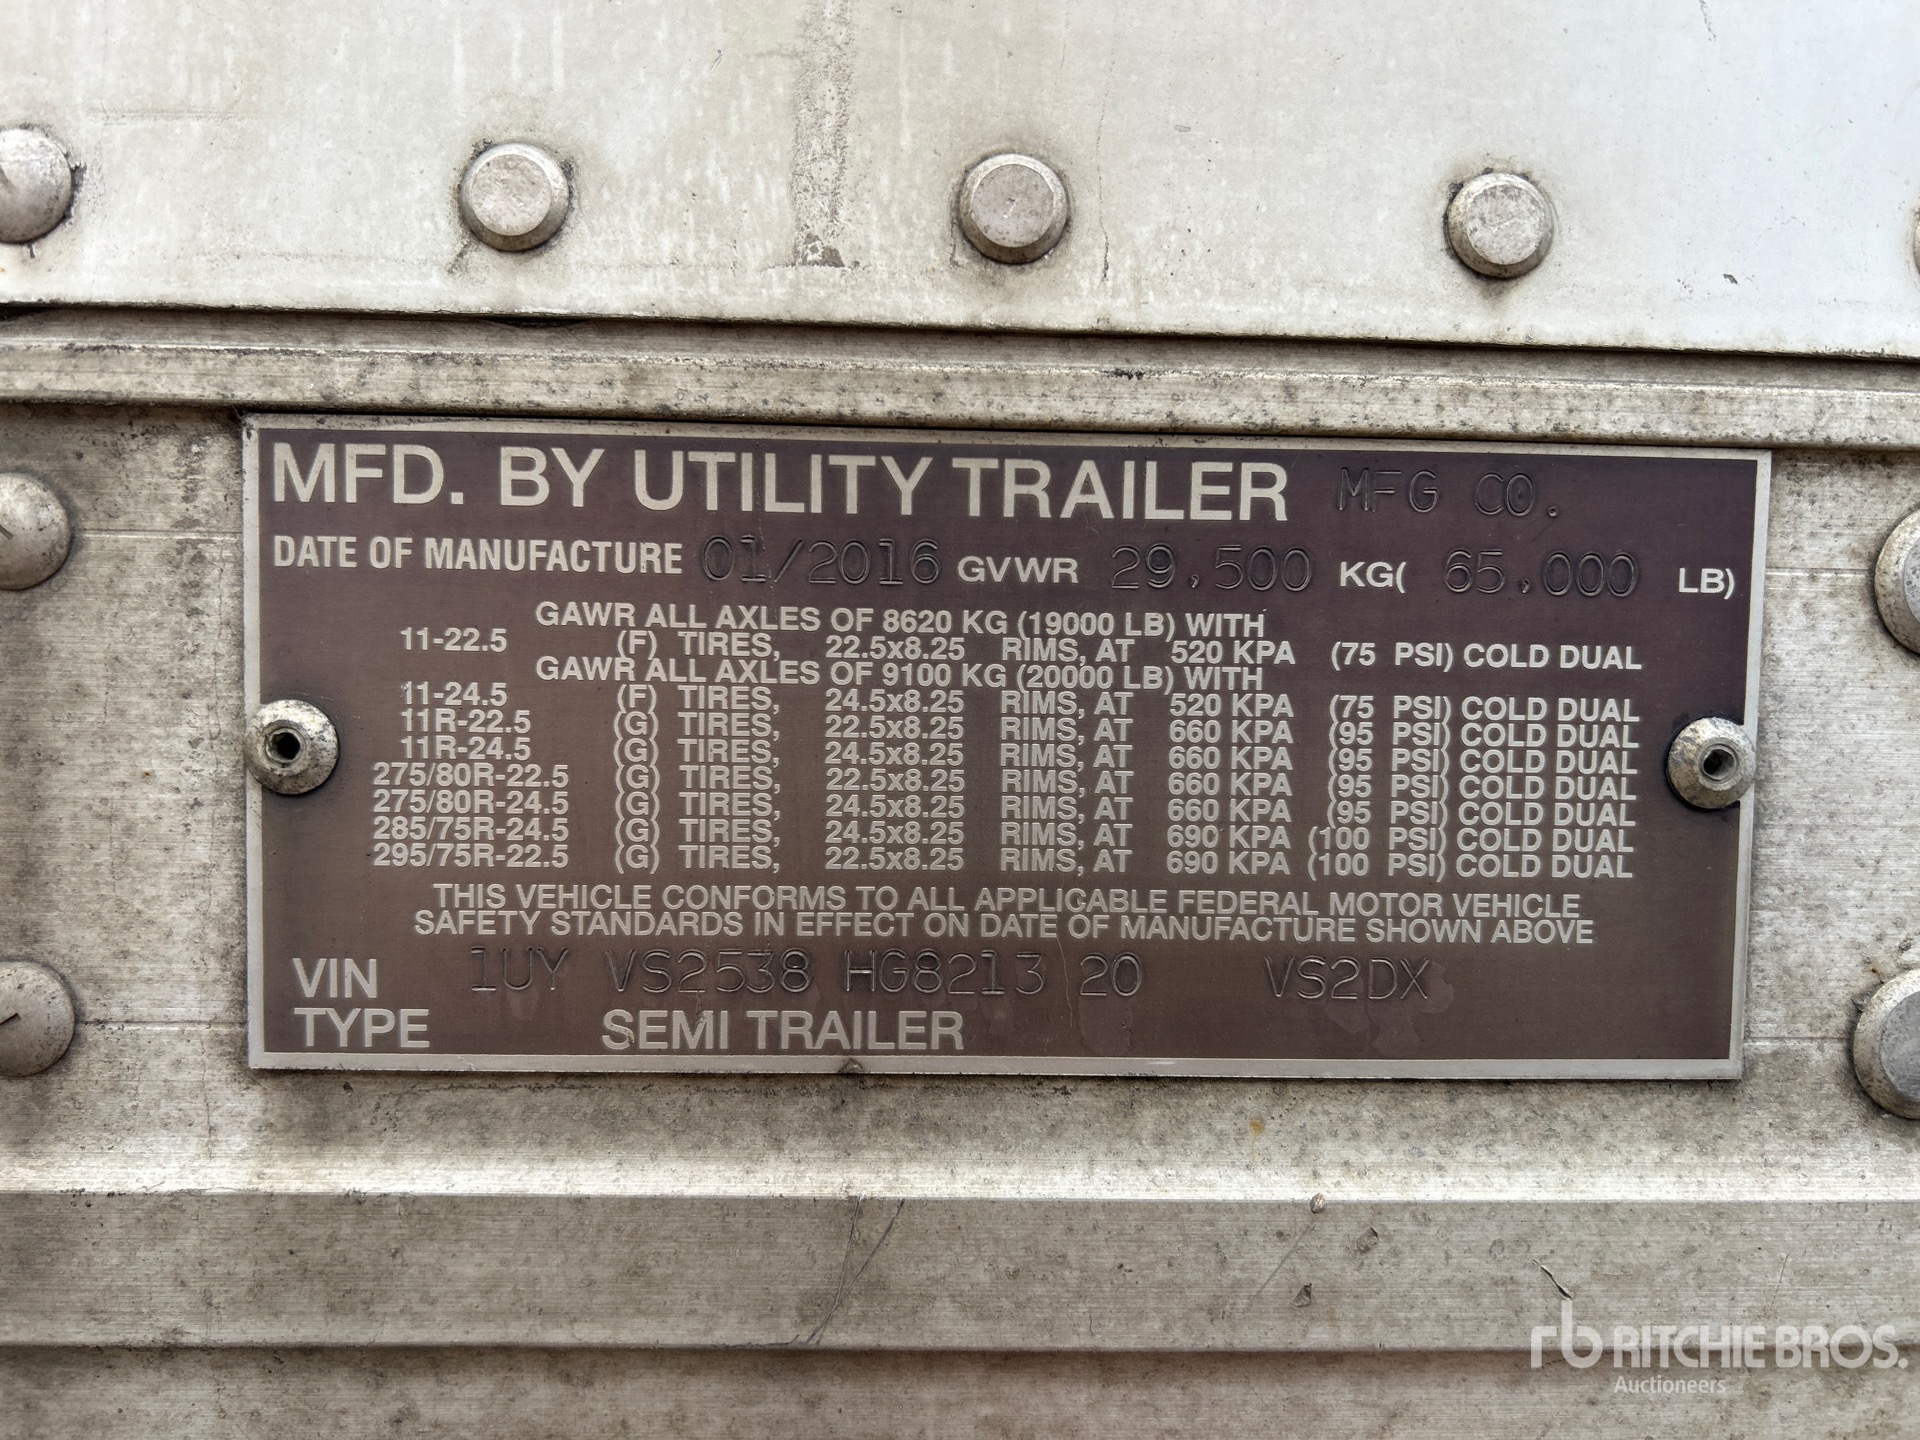 MFD. BY UTILITY TRAILER MFG CO.
DATE OF MANUFACTURE 01/2016 GVWR 29,500 KG( 65,000 LB)
GAWR ALL AXLES OF 8620 KG (19000 LB) WITH
11-22.5 (F) TIRES, 22.5x8.25 RIMS, AT 520 KPA (75 PSI) COLD DUAL
GAWR ALL AXLES OF 9100 KG (20000 LB) WITH
11-24.5 (F) TIRES, 24.5x8.25 RIMS, AT 520 KPA (75 PSI) COLD DUAL
11R-22.5 (G) TIRES, 22.5x8.25 RIMS, AT 660 KPA (95 PSI) COLD DUAL
11R-24.5 (G) TIRES, 24.5x8.25 RIMS, AT 660 KPA (95 PSI) COLD DUAL
275/80R-22.5 (G) TIRES, 22.5x8.25 RIMS, AT 660 KPA (95 PSI) COLD DUAL
275/80R-24.5 (G) TIRES, 24.5x8.25 RIMS, AT 660 KPA (95 PSI) COLD DUAL
285/75R-24.5 (G) TIRES, 24.5x8.25 RIMS, AT 690 KPA (100 PSI) COLD DUAL
295/75R-22.5 (G) TIRES, 22.5x8.25 RIMS, AT 690 KPA (100 PSI) COLD DUAL
THIS VEHICLE CONFORMS TO ALL APPLICABLE FEDERAL MOTOR VEHICLE
SAFETY STANDARDS IN EFFECT ON DATE OF MANUFACTURE SHOWN ABOVE
VIN 1UY VS2538 HG8213 20 VS2DX
TYPE SEMI TRAILER
rb RITCHIE BROS.
Auctioneers